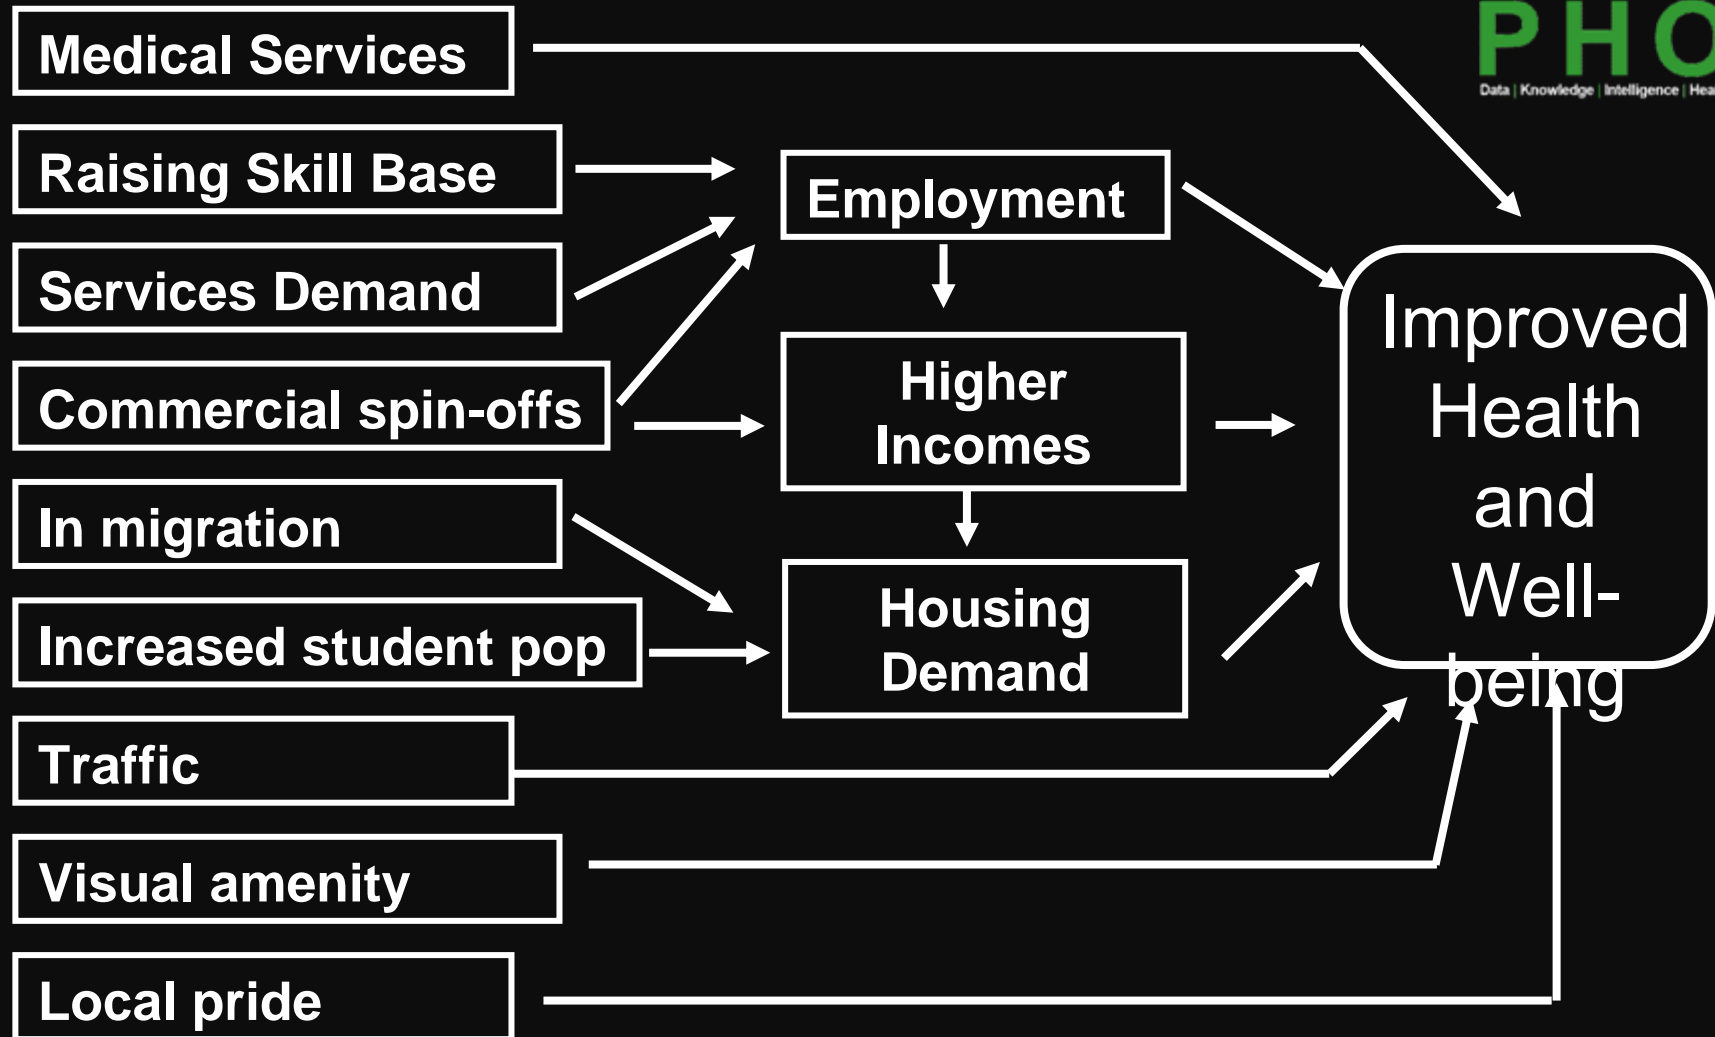 Medical Services
Raising Skill Base
Services Demand
Commercial spin-offs
In migration
Increased student pop
Traffic
Visual amenity
Local pride
Employment
Higher
Incomes
Housing
Demand
PHO
Data | Knowledge | Intelligence | Hea
Improved
Health
and
Well-
being